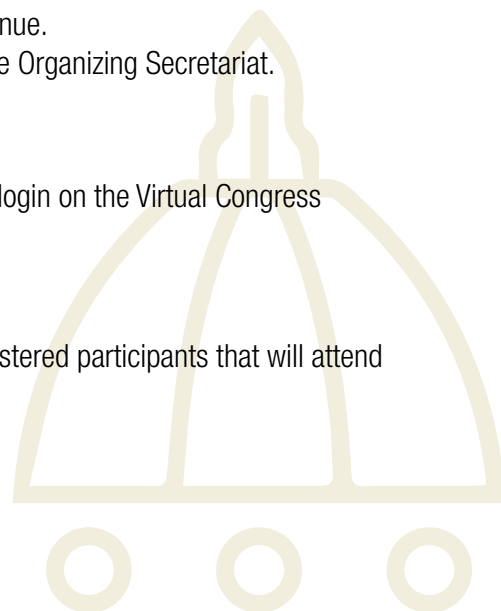 nue.
e Organizing Secretariat.
login on the Virtual Congress
stered participants that will attend